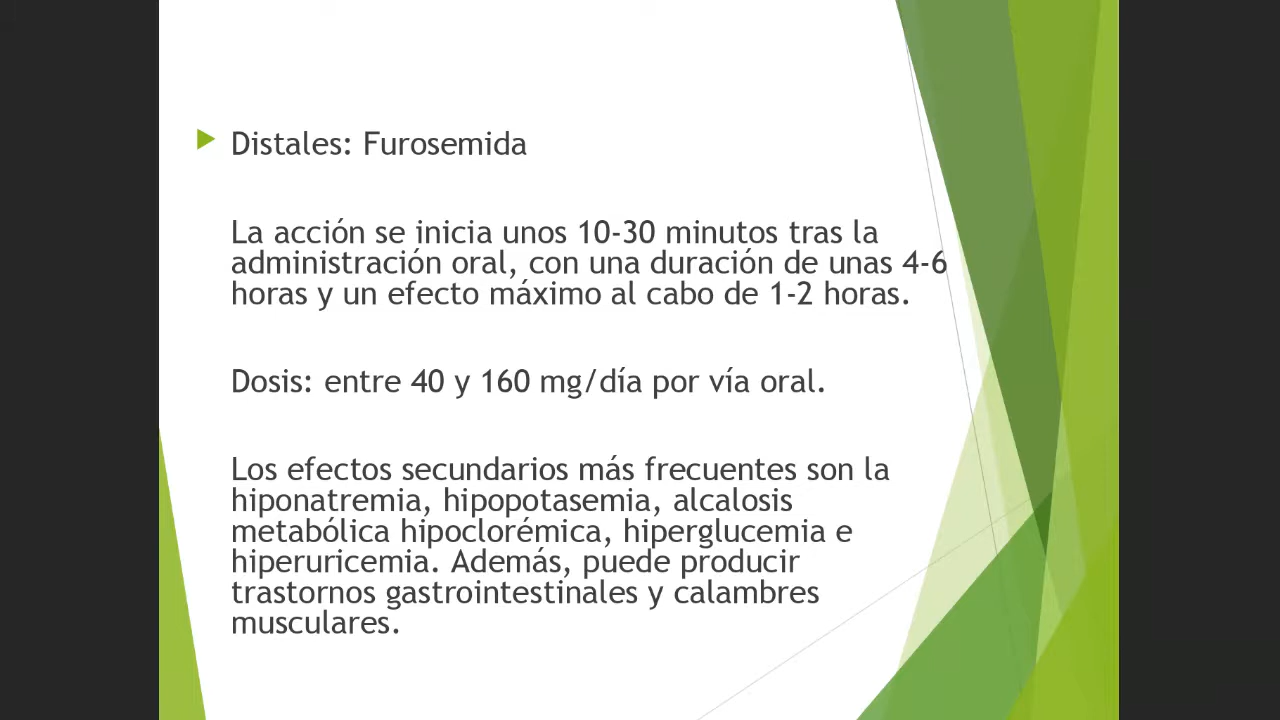 Distales: Furosemida
La acción se inicia unos 10-30 minutos tras la
administración oral, con una duración de unas 4-6
horas y un efecto máximo al cabo de 1-2 horas.
Dosis: entre 40 y 160 mg/día por vía oral.
Los efectos secundarios más frecuentes son la
hiponatremia, hipopotasemia, alcalosis
metabólica hipoclorémica, hiperglucemia e
hiperuricemia. Además, puede producir
trastornos gastrointestinales y calambres
musculares.